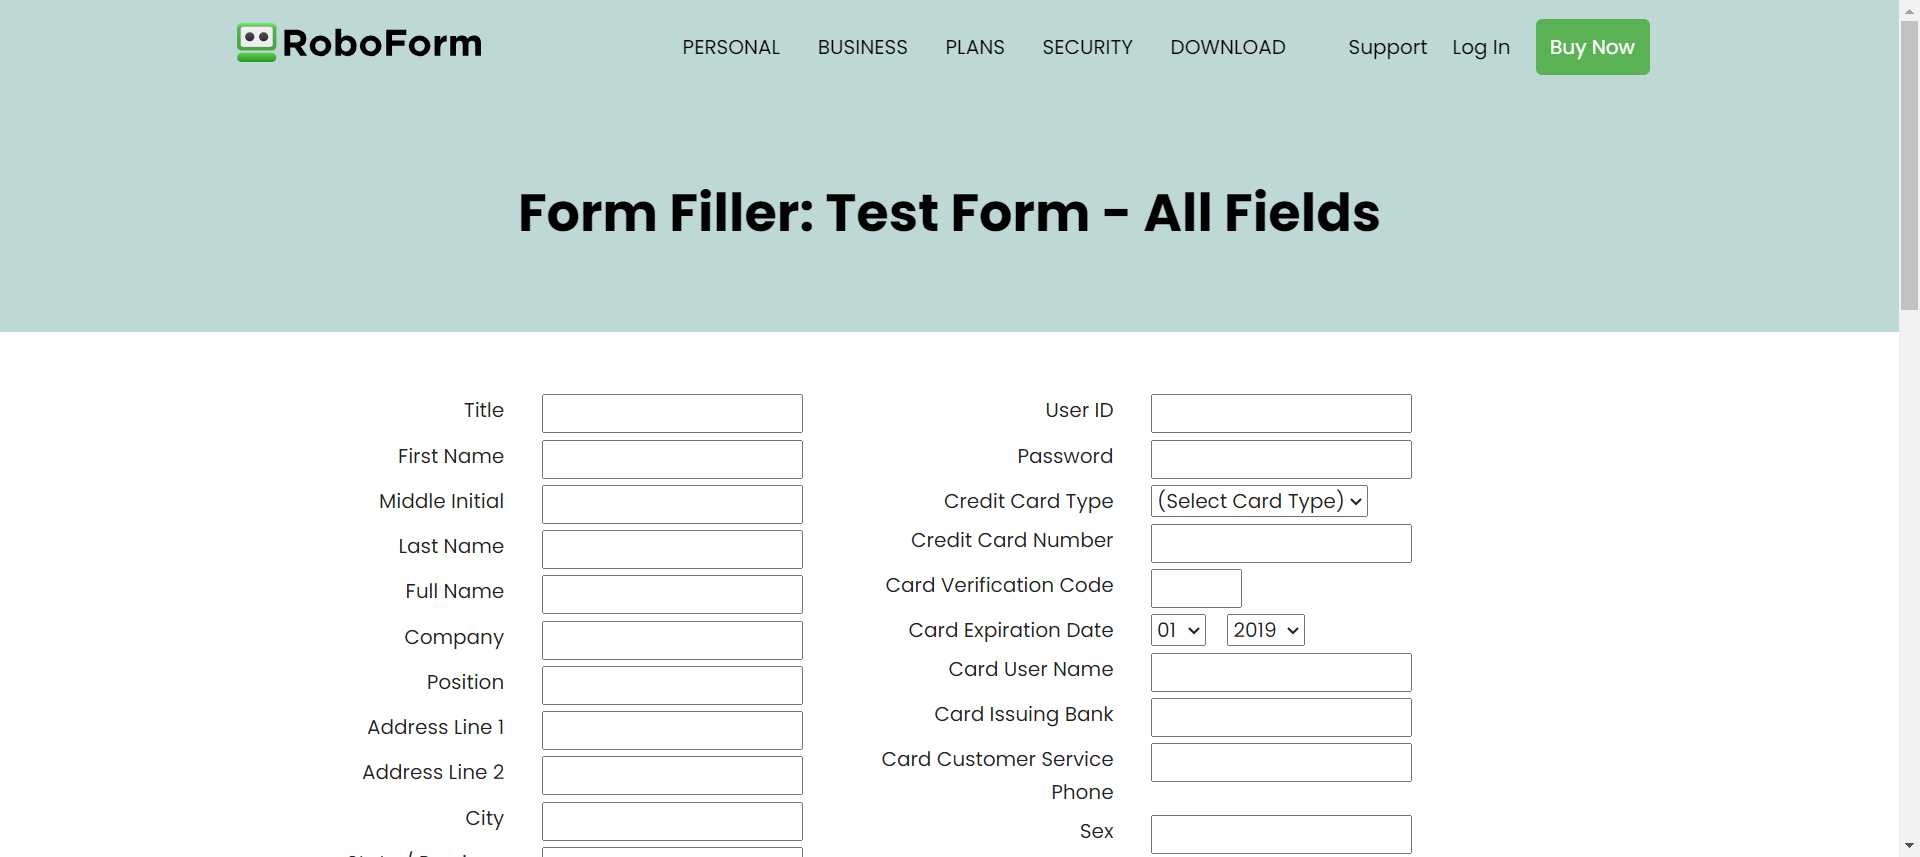 RoboForm
PERSONAL BUSINESS PLANS SECURITY DOWNLOAD Support Log In Buy Now
Form Filler: Test Form - All Fields
Title
First Name
Middle Initial
Last Name
Full Name
Company
Position
Address Line 1
Address Line 2
City
User ID
Password
Credit Card Type (Select Card Type)
Credit Card Number
Card Verification Code
Card Expiration Date 01 2019
Card User Name
Card Issuing Bank
Card Customer Service
Phone
Sex